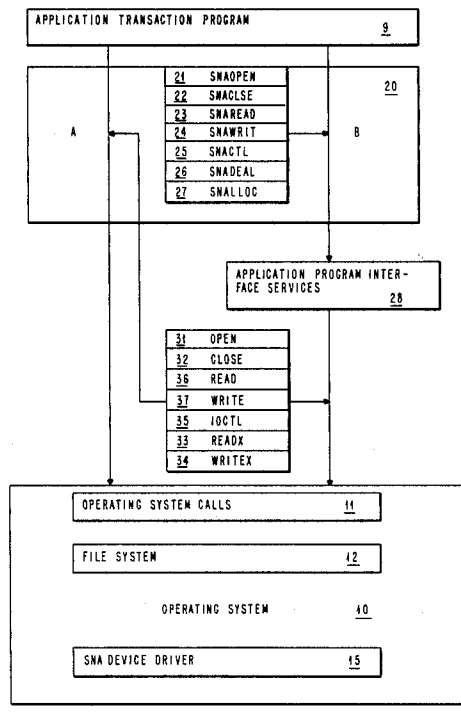 APPLICATION TRANSACTION PROGRAM 9
20
21 SNAOPEN
22 SNACLSE
23 SNAREAD
A 24 SNAWRIT B
25 SNACTL
26 SNADEAL
27 SNALLOC
APPLICATION PROGRAM INTER-
FACE SERVICES
28
31 OPEN
32 CLOSE
36 READ
37 WRITE
35 IOCTL
33 READX
34 WRITEX
OPERATING SYSTEM CALLS 11
FILE SYSTEM 12
OPERATING SYSTEM 10
SNA DEVICE DRIVER 15